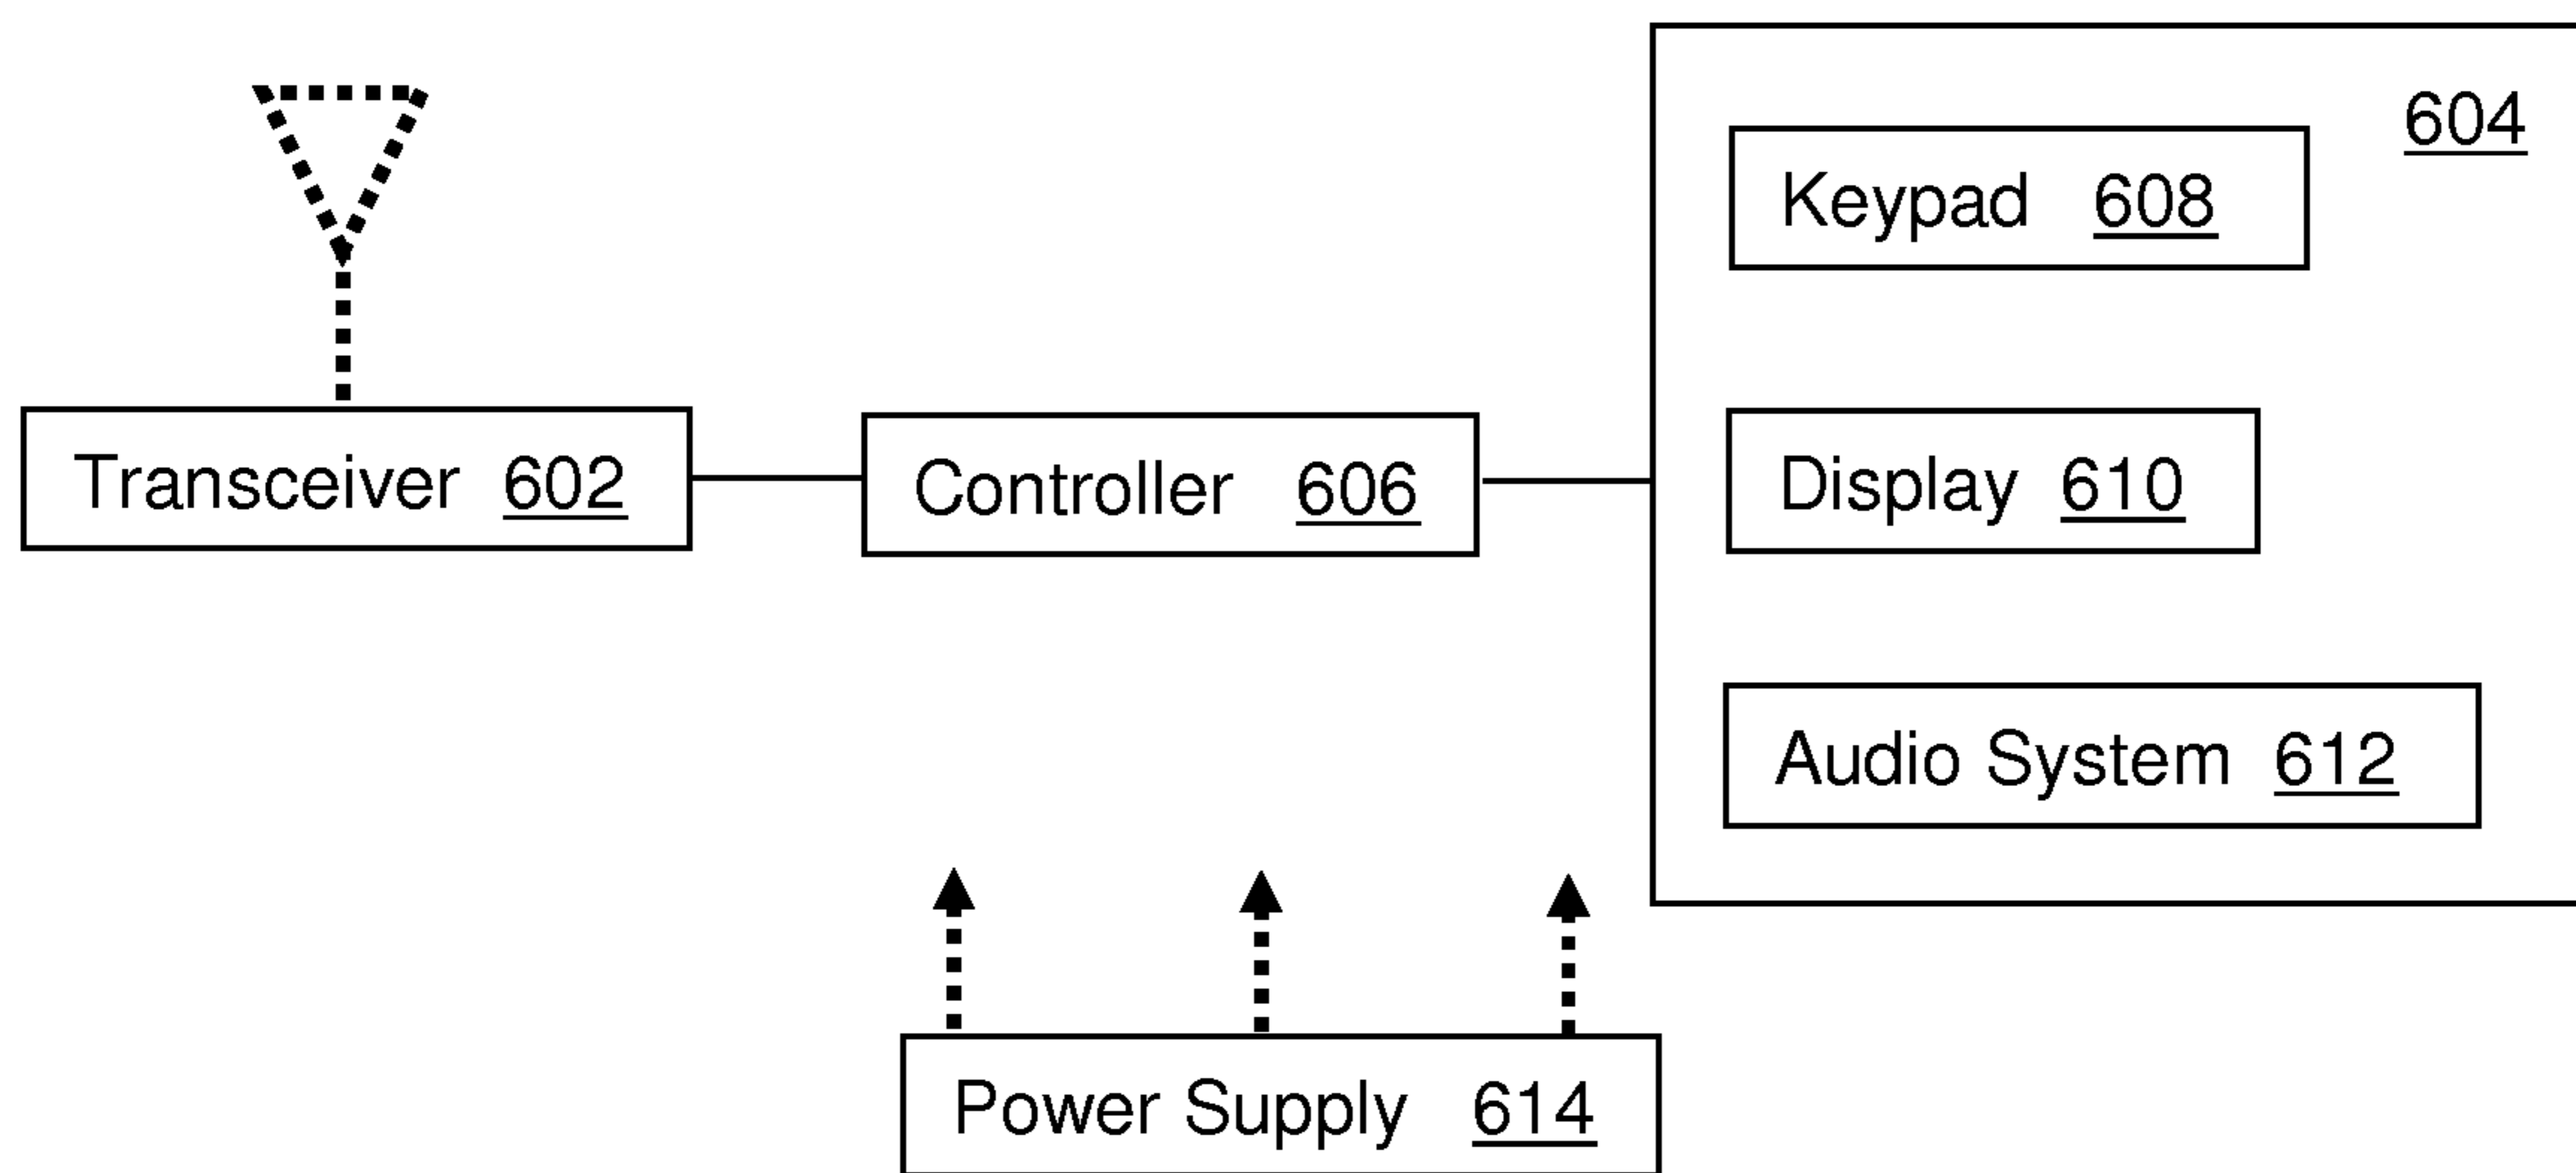 604
Keypad 608
Transceiver 602
Controller 606
Display 610
Audio System 612
Power Supply 614